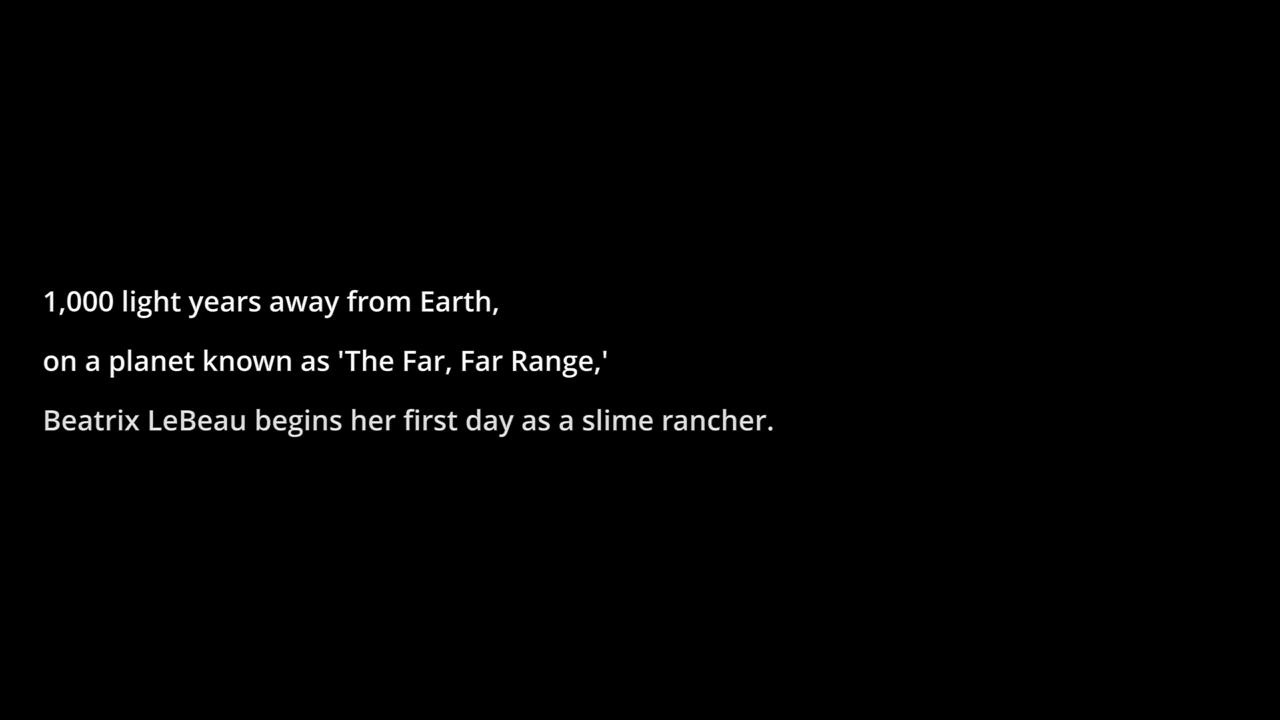 1,000 light years away from Earth,
on a planet known as 'The Far, Far Range,'
Beatrix LeBeau begins her first day as a slime rancher.